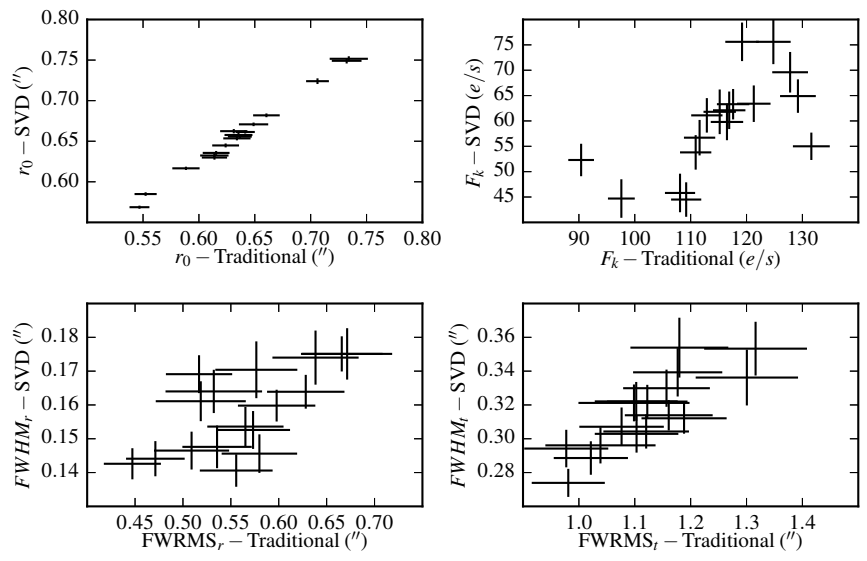 0.80
0.75
0.70
0.65
0.60
r₀ − SVD (″)
0.55 0.60 0.65 0.70 0.75 0.80
r₀ − Traditional (″)
75
70
65
60
55
50
45
Fₖ − SVD (e/s)
90 100 110 120 130
Fₖ − Traditional (e/s)
0.18
0.17
0.16
0.15
0.14
FWHMᵣ − SVD (″)
0.45 0.50 0.55 0.60 0.65 0.70
FWRMSᵣ − Traditional (″)
0.36
0.34
0.32
0.30
0.28
FWHMₜ − SVD (″)
1.0 1.1 1.2 1.3 1.4
FWRMSₜ − Traditional (″)